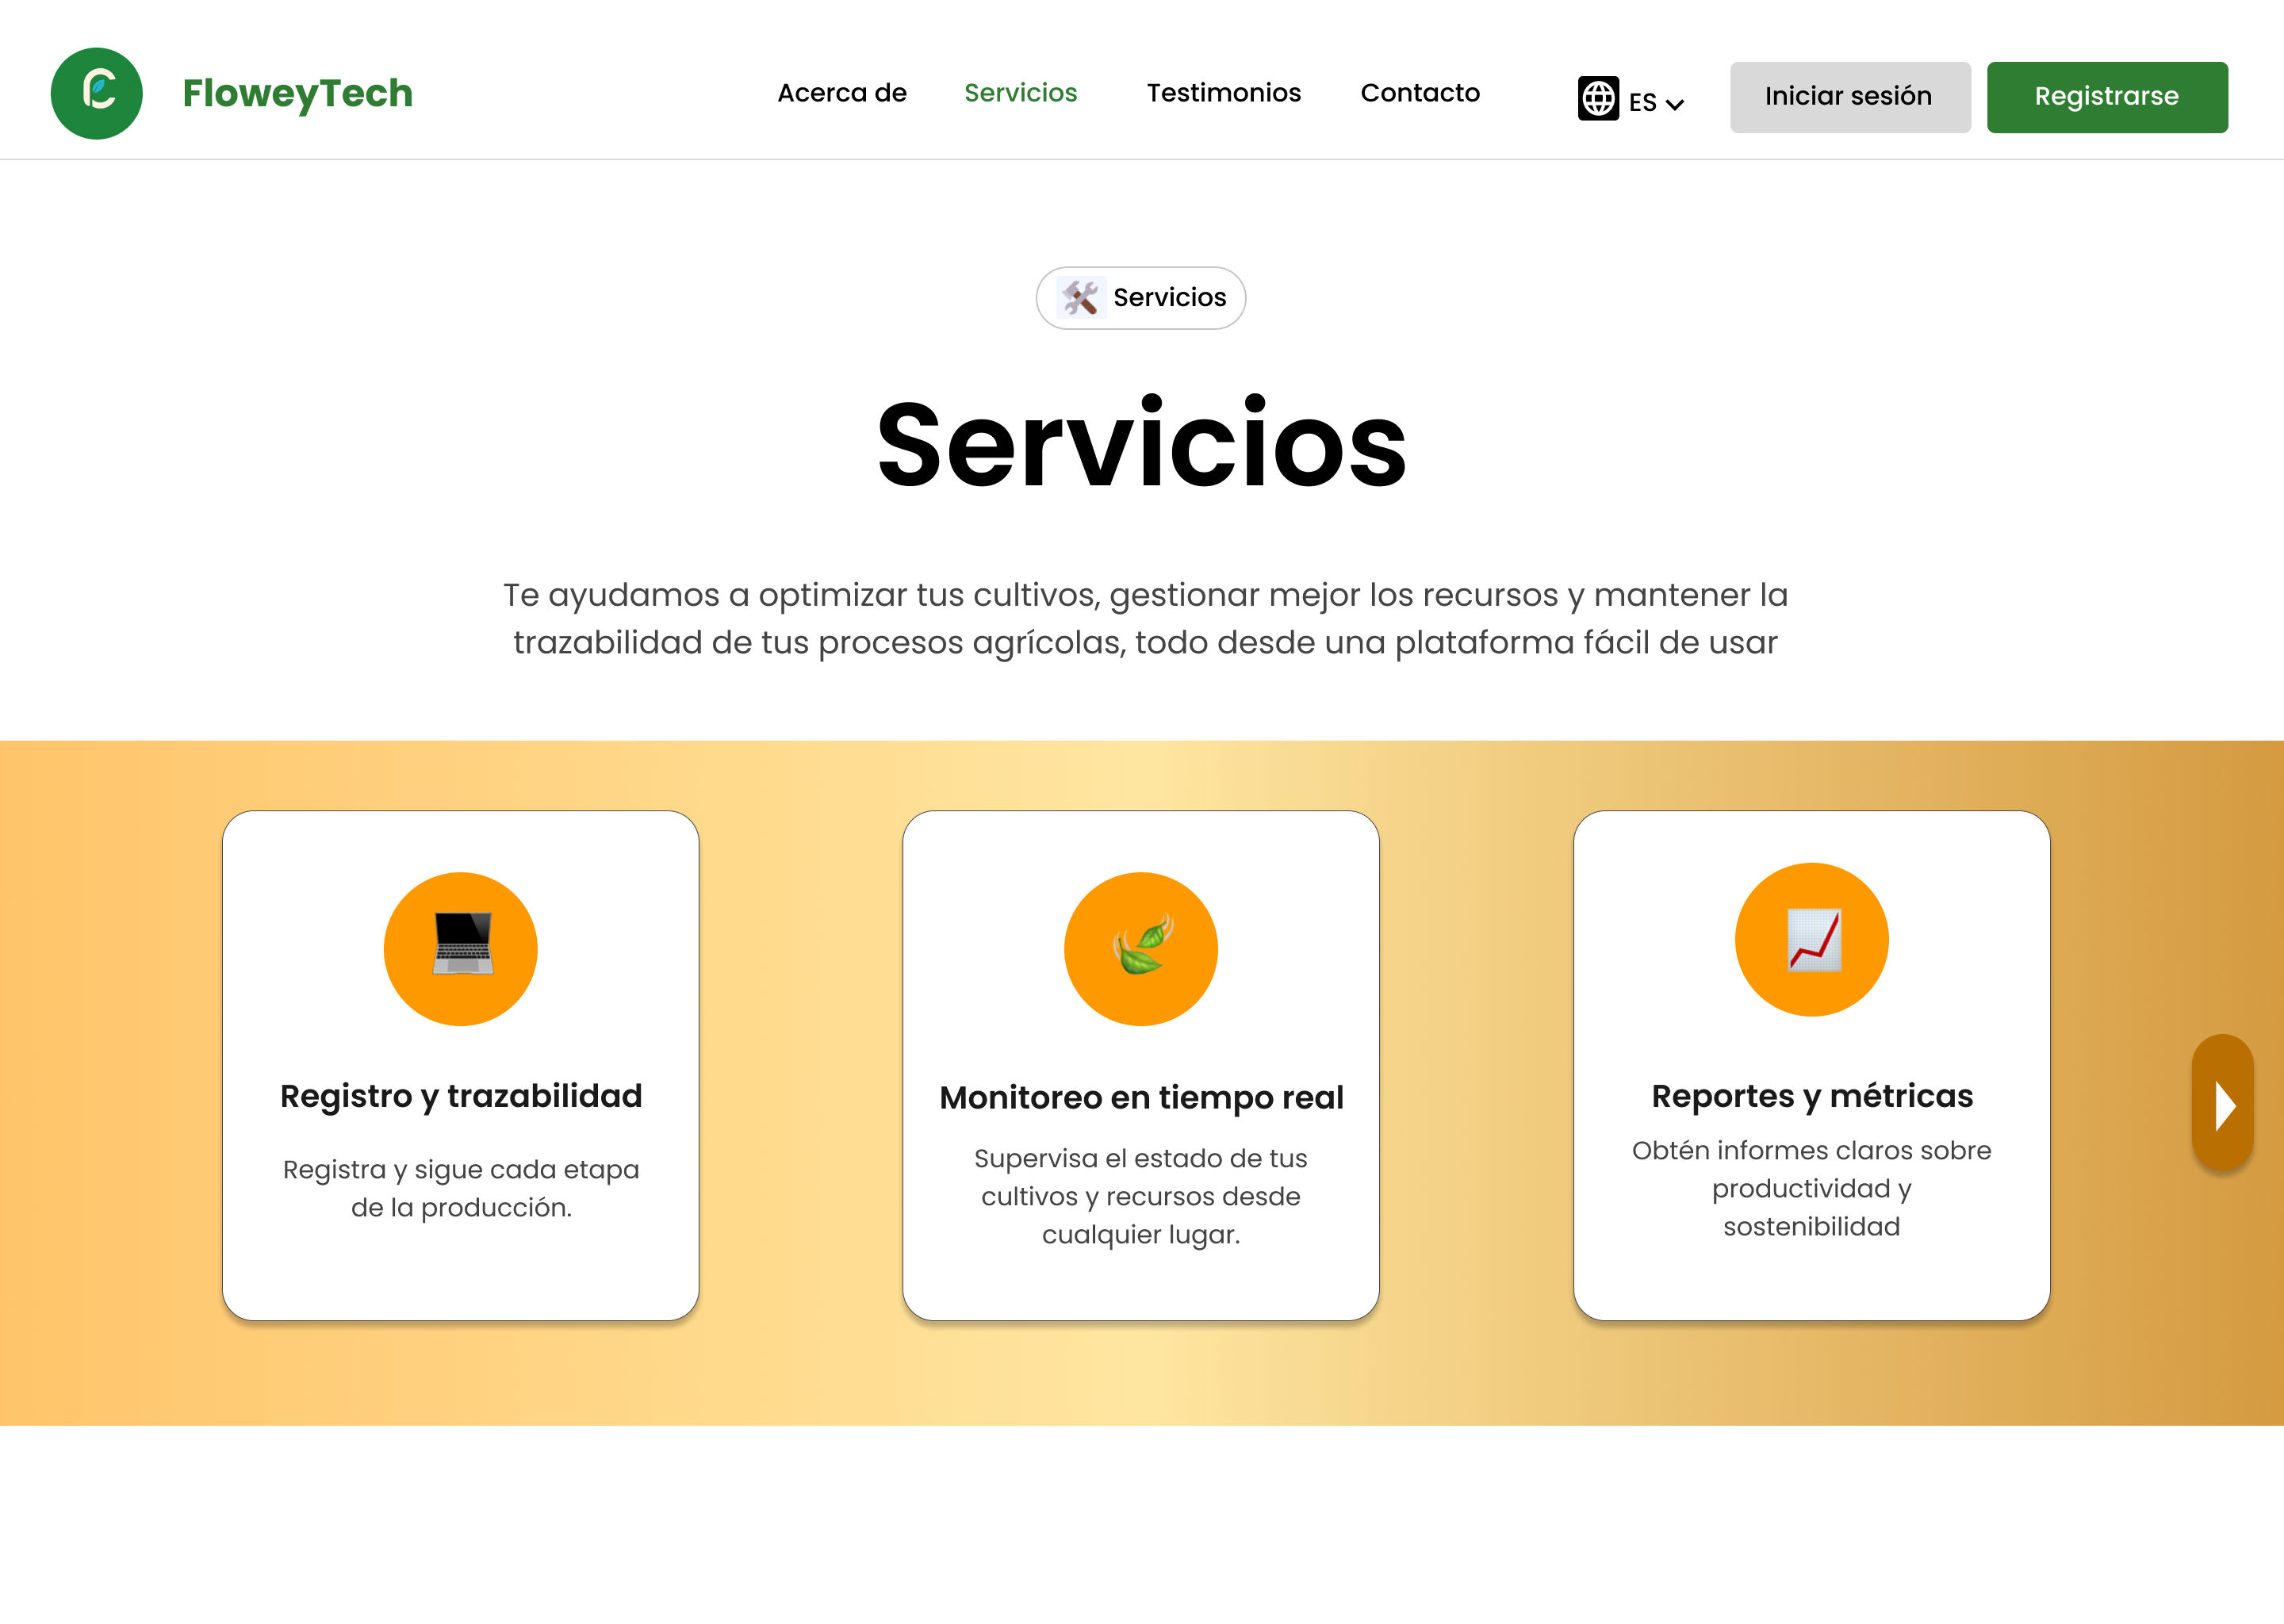 FloweyTech
Acerca de
Servicios
Testimonios
Contacto
ES
Iniciar sesión
Registrarse
Servicios
Servicios
Te ayudamos a optimizar tus cultivos, gestionar mejor los recursos y mantener la
trazabilidad de tus procesos agrícolas, todo desde una plataforma fácil de usar
Registro y trazabilidad
Registra y sigue cada etapa
de la producción.
Monitoreo en tiempo real
Supervisa el estado de tus
cultivos y recursos desde
cualquier lugar.
Reportes y métricas
Obtén informes claros sobre
productividad y
sostenibilidad